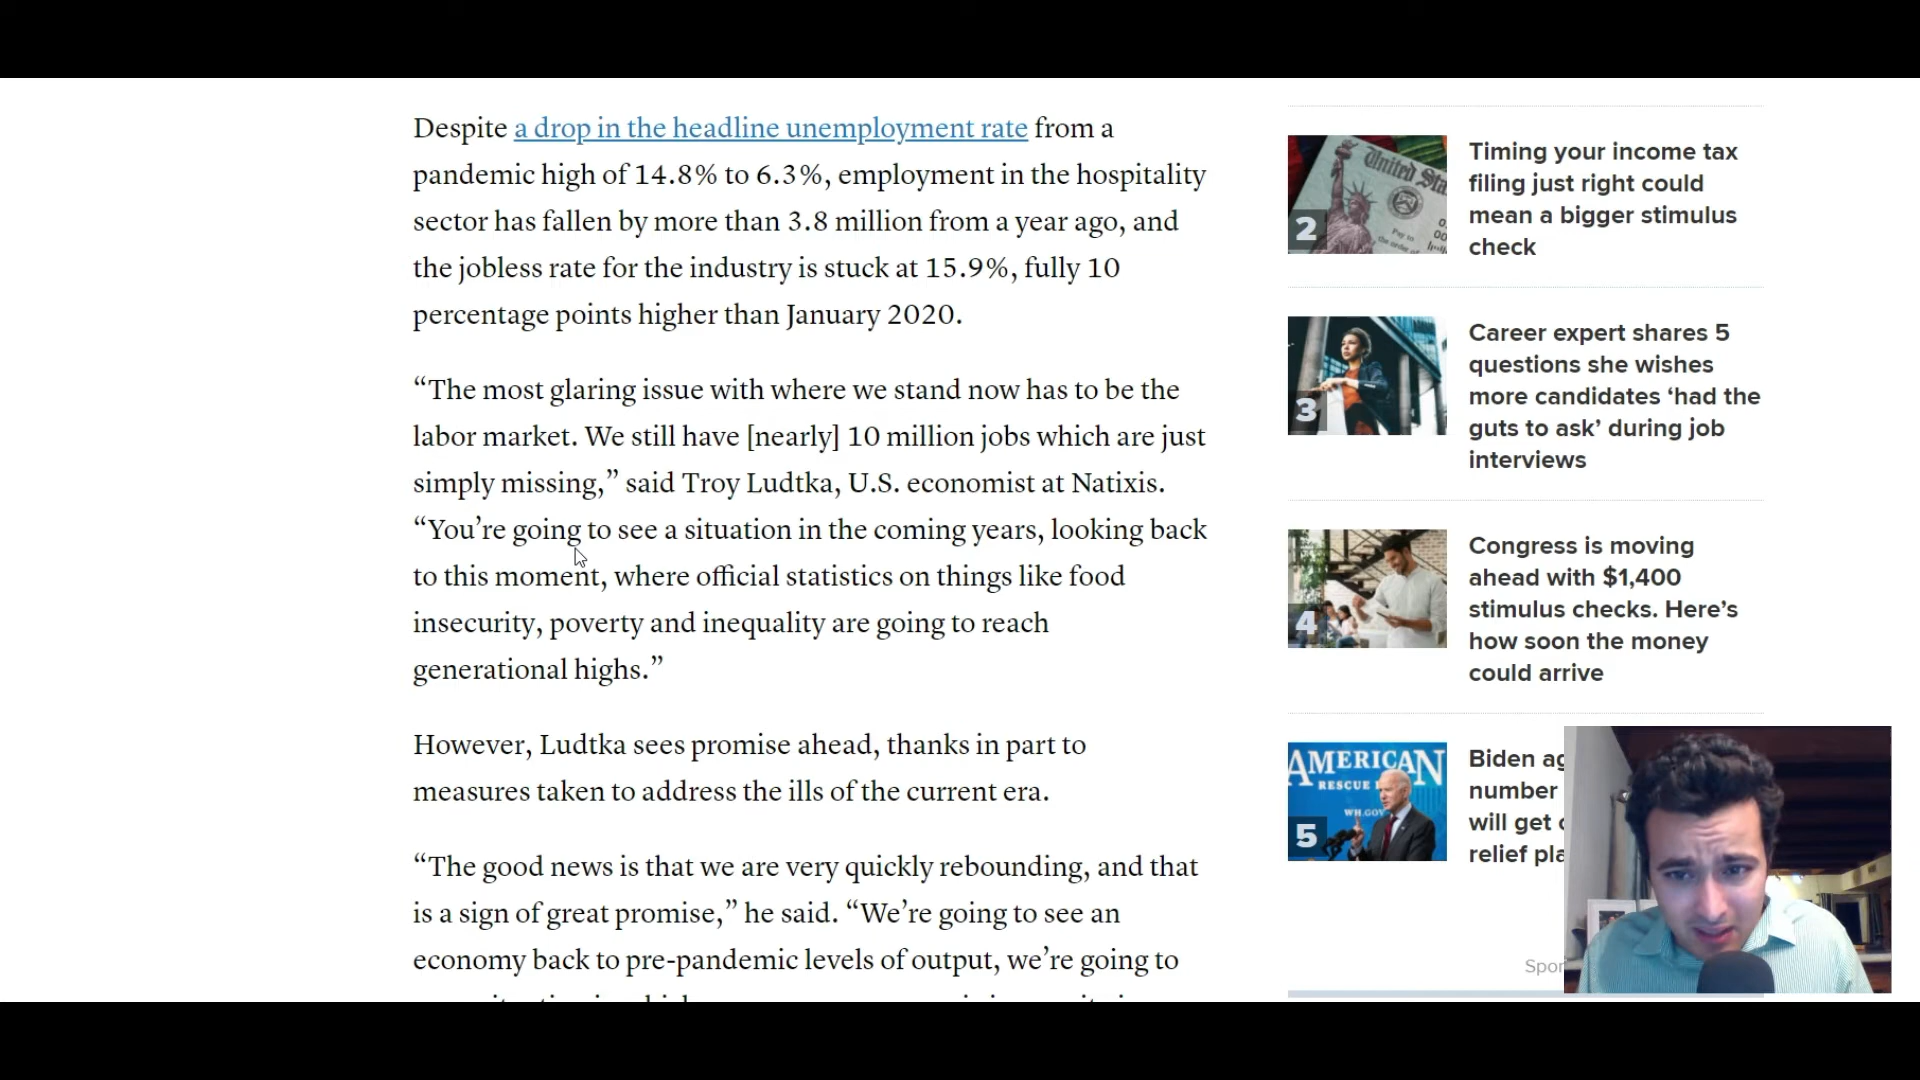 Despite a drop in the headline unemployment rate from a
pandemic high of 14.8% to 6.3%, employment in the hospitality
sector has fallen by more than 3.8 million from a year ago, and
the jobless rate for the industry is stuck at 15.9%, fully 10
percentage points higher than January 2020.
“The most glaring issue with where we stand now has to be the
labor market. We still have [nearly] 10 million jobs which are just
simply missing,” said Troy Ludtka, U.S. economist at Natixis.
“You’re going to see a situation in the coming years, looking back
to this moment, where official statistics on things like food
insecurity, poverty and inequality are going to reach
generational highs.”
However, Ludtka sees promise ahead, thanks in part to
measures taken to address the ills of the current era.
“The good news is that we are very quickly rebounding, and that
is a sign of great promise,” he said. “We’re going to see an
economy back to pre-pandemic levels of output, we’re going to
United Sta
Pay to
the order of
2
Timing your income tax
filing just right could
mean a bigger stimulus
check
3
Career expert shares 5
questions she wishes
more candidates ‘had the
guts to ask’ during job
interviews
4
Congress is moving
ahead with $1,400
stimulus checks. Here’s
how soon the money
could arrive
AMERICAN
RESCUE
WH.GOV
5
Biden ag
number
will get
relief pla
Spor